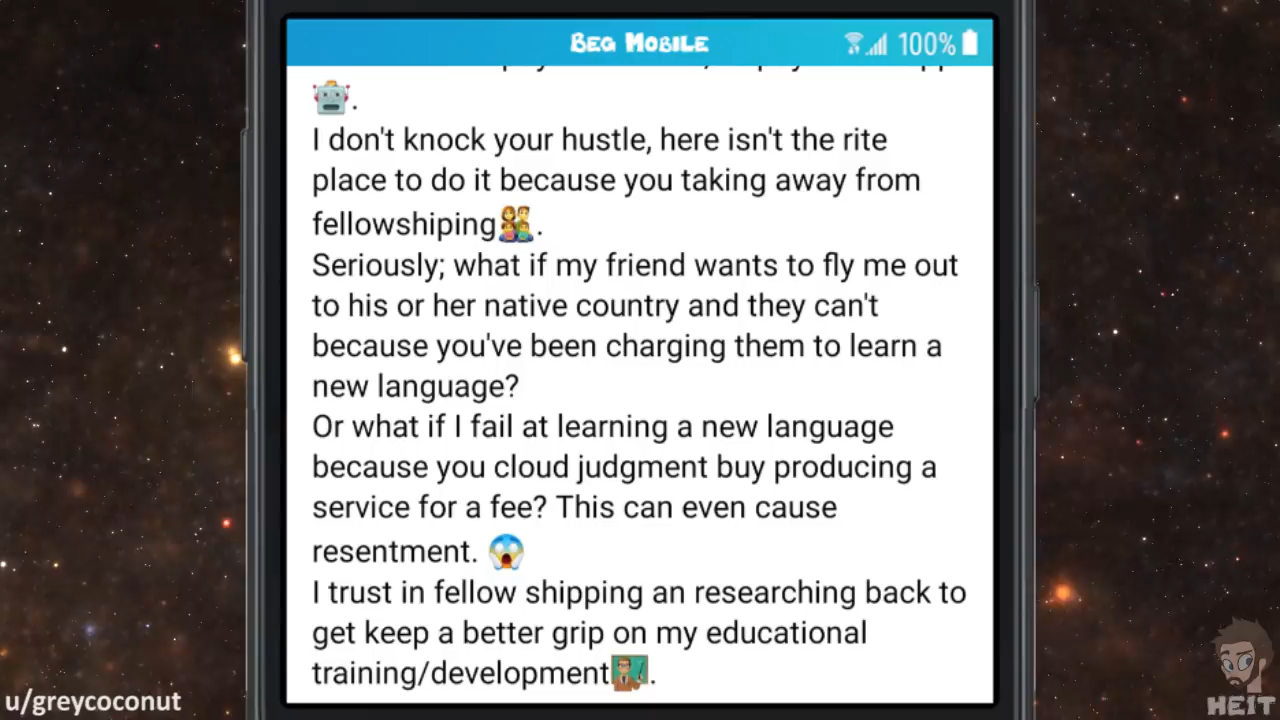 BEG MOBILE
100%
.
I don't knock your hustle, here isn't the rite
place to do it because you taking away from
fellowshiping👨‍👩‍👧‍👦.
Seriously; what if my friend wants to fly me out
to his or her native country and they can't
because you've been charging them to learn a
new language?
Or what if I fail at learning a new language
because you cloud judgment buy producing a
service for a fee? This can even cause
resentment. 😱
I trust in fellow shipping an researching back to
get keep a better grip on my educational
training/development👨‍🏫.
u/greycoconut
HEIT